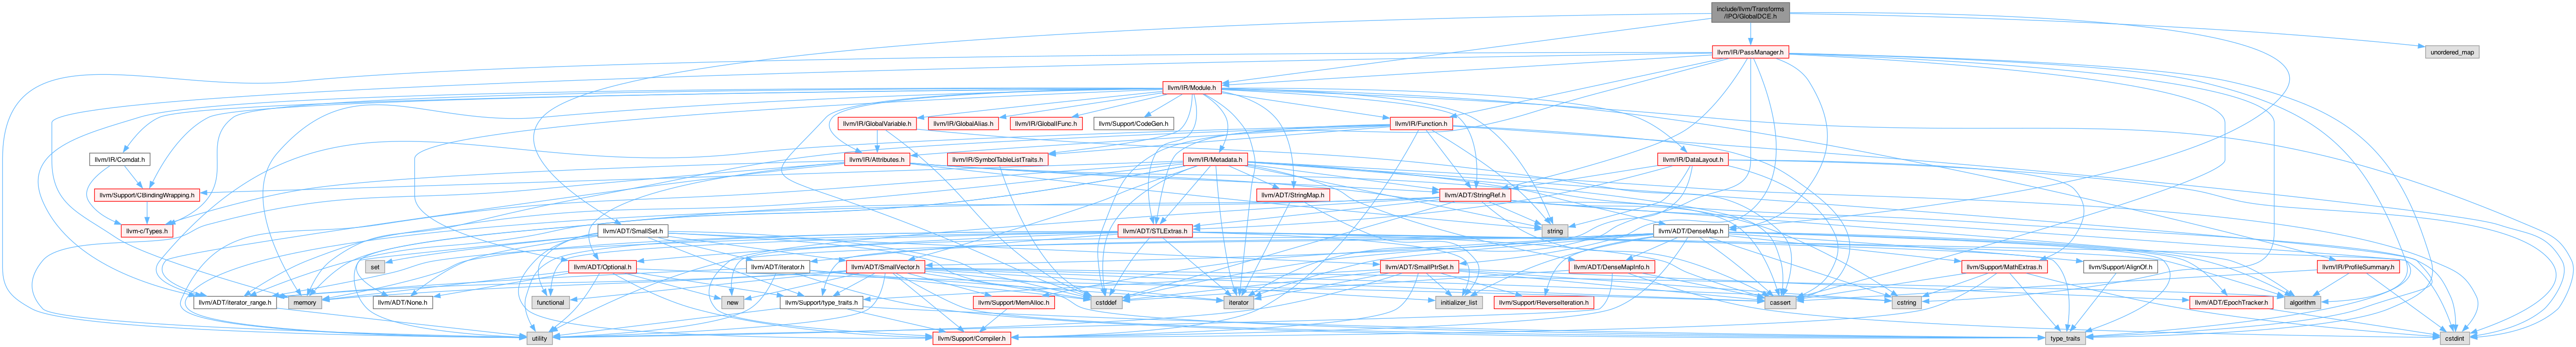 include/llvm/Transforms
/IPO/GlobalDCE.h
llvm/IR/PassManager.h
unordered_map
llvm/IR/Module.h
llvm/IR/GlobalVariable.h
llvm/IR/GlobalAlias.h
llvm/IR/GlobalIFunc.h
llvm/Support/CodeGen.h
llvm/IR/Function.h
llvm/IR/Comdat.h
llvm/IR/Attributes.h
llvm/IR/SymbolTableListTraits.h
llvm/IR/Metadata.h
llvm/IR/DataLayout.h
llvm/Support/CBindingWrapping.h
llvm/ADT/StringMap.h
llvm/ADT/StringRef.h
llvm-c/Types.h
llvm/ADT/SmallSet.h
llvm/ADT/STLExtras.h
string
llvm/ADT/DenseMap.h
set
llvm/ADT/Optional.h
llvm/ADT/iterator.h
llvm/ADT/SmallVector.h
llvm/ADT/SmallPtrSet.h
llvm/ADT/DenseMapInfo.h
llvm/Support/MathExtras.h
llvm/Support/AlignOf.h
llvm/IR/ProfileSummary.h
llvm/ADT/iterator_range.h
memory
llvm/ADT/None.h
functional
new
llvm/Support/type_traits.h
llvm/Support/MemAlloc.h
cstddef
iterator
initializer_list
llvm/Support/ReverseIteration.h
cassert
cstring
llvm/ADT/EpochTracker.h
algorithm
utility
llvm/Support/Compiler.h
type_traits
cstdint